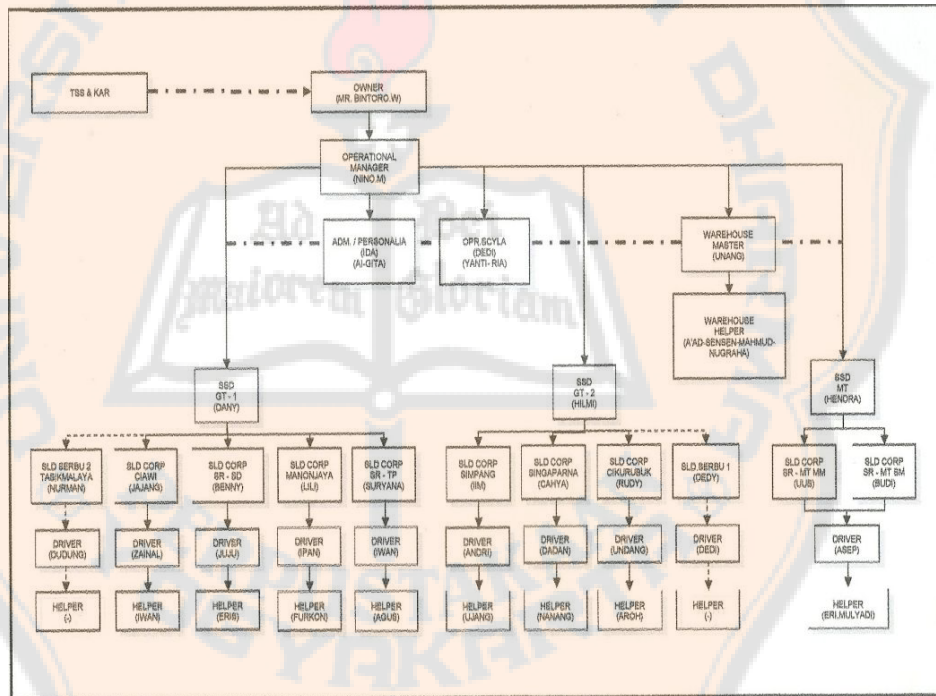 TSS & KAR
OWNER
(MR. BINTORO.W)
OPERATIONAL
MANAGER
(NINO.M)
ADM. / PERSONALIA
(IDA)
(AI-GITA)
OPR.SCYLA
(DEDI)
(YANTI- RIA)
WAREHOUSE
MASTER
(UNANG)
WAREHOUSE
HELPER
(A'AD-SENSEN-MAHMUD-
NUGRAHA)
Ad Dei
maiorem Gloriam
SSD
GT - 1
(DANY)
SSD
GT - 2
(HILMI)
SSD
MT
(HENDRA)
SLD SERBU 2
TASIKMALAYA
(NURMAN)
SLD CORP
CIAWI
(JAJANG)
SLD CORP
SR - SD
(BENNY)
SLD CORP
MANONJAYA
(LILI)
SLD CORP
SR - TP
(SURYANA)
SLD CORP
SIMPANG
(IIM)
SLD CORP
SINGAPARNA
(CAHYA)
SLD CORP
CIKURUBUK
(RUDY)
SLD SERBU 1
(DEDY)
SLD CORP
SR - MT MM
(UUS)
SLD CORP
SR - MT SM
(BUDI)
DRIVER
(DUDUNG)
DRIVER
(ZAINAL)
DRIVER
(JUJU)
DRIVER
(IPAN)
DRIVER
(IWAN)
DRIVER
(ANDRI)
DRIVER
(DADAN)
DRIVER
(UNDANG)
DRIVER
(DEDI)
DRIVER
(ASEP)
HELPER
(-)
HELPER
(IWAN)
HELPER
(ERIS)
HELPER
(FURKON)
HELPER
(AGUS)
HELPER
(UJANG)
HELPER
(NANANG)
HELPER
(AROH)
HELPER
(-)
HELPER
(ERI.MULYADI)